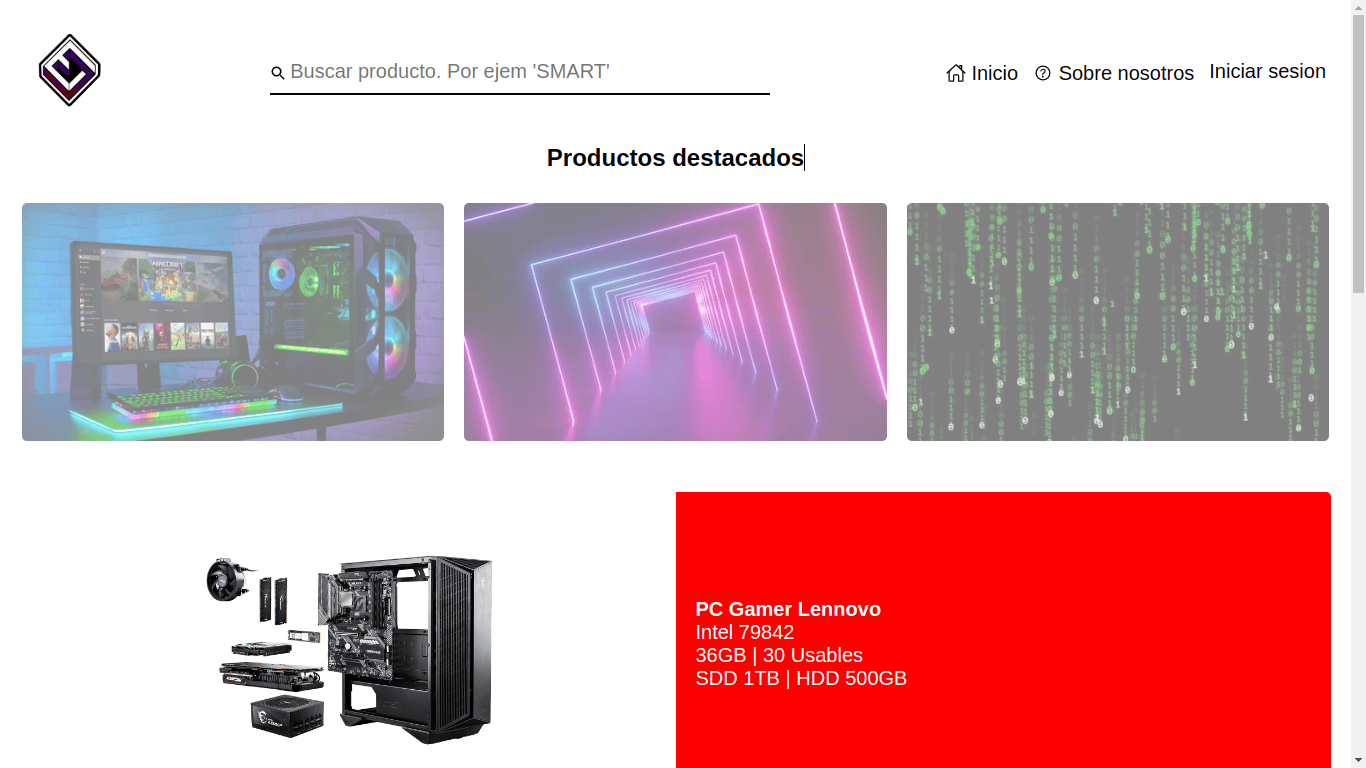 Buscar producto. Por ejem 'SMART'
Inicio
Sobre nosotros
Iniciar sesion
Productos destacados
MINECRAFT
PC Gamer Lennovo
Intel 79842
36GB | 30 Usables
SDD 1TB | HDD 500GB